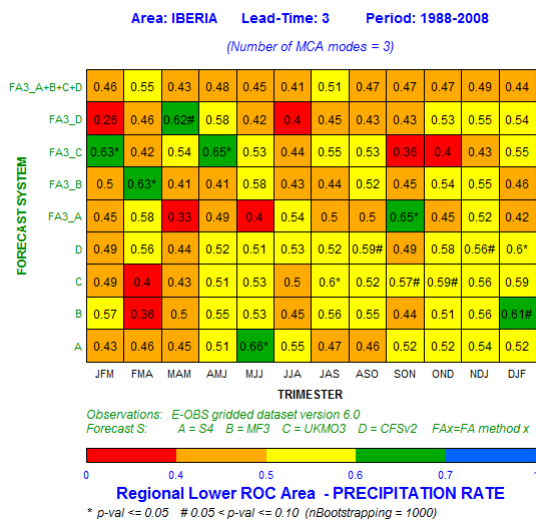 Area: IBERIA Lead-Time: 3 Period: 1988-2008
(Number of MCA modes = 3)
FORECAST SYSTEM
FA3_A+B+C+D 0.46 0.55 0.43 0.48 0.45 0.41 0.51 0.47 0.47 0.47 0.49 0.44
FA3_D 0.26 0.46 0.62# 0.58 0.42 0.4 0.45 0.43 0.43 0.53 0.55 0.54
FA3_C 0.63* 0.42 0.54 0.65* 0.53 0.44 0.55 0.53 0.36 0.4 0.43 0.55
FA3_B 0.5 0.63* 0.41 0.41 0.58 0.43 0.44 0.52 0.45 0.54 0.55 0.46
FA3_A 0.45 0.58 0.33 0.49 0.4 0.54 0.5 0.5 0.65* 0.45 0.52 0.42
D 0.49 0.56 0.44 0.52 0.51 0.53 0.52 0.59# 0.49 0.58 0.56# 0.6*
C 0.49 0.4 0.43 0.51 0.53 0.5 0.6* 0.52 0.57# 0.59# 0.56 0.59
B 0.57 0.36 0.5 0.55 0.53 0.45 0.56 0.55 0.44 0.51 0.56 0.61#
A 0.43 0.46 0.45 0.51 0.66* 0.55 0.47 0.46 0.52 0.52 0.54 0.52
JFM FMA MAM AMJ MJJ JJA JAS ASO SON OND NDJ DJF
TRIMESTER
Observations: E-OBS gridded dataset version 6.0
Forecast S: A = S4 B = MF3 C = UKMO3 D = CFSv2 FAx=FA method x
0 0.4 0.5 0.6 0.7 1
Regional Lower ROC Area - PRECIPITATION RATE
* p-val <= 0.05 # 0.05 < p-val <= 0.10 (nBootstrapping = 1000)